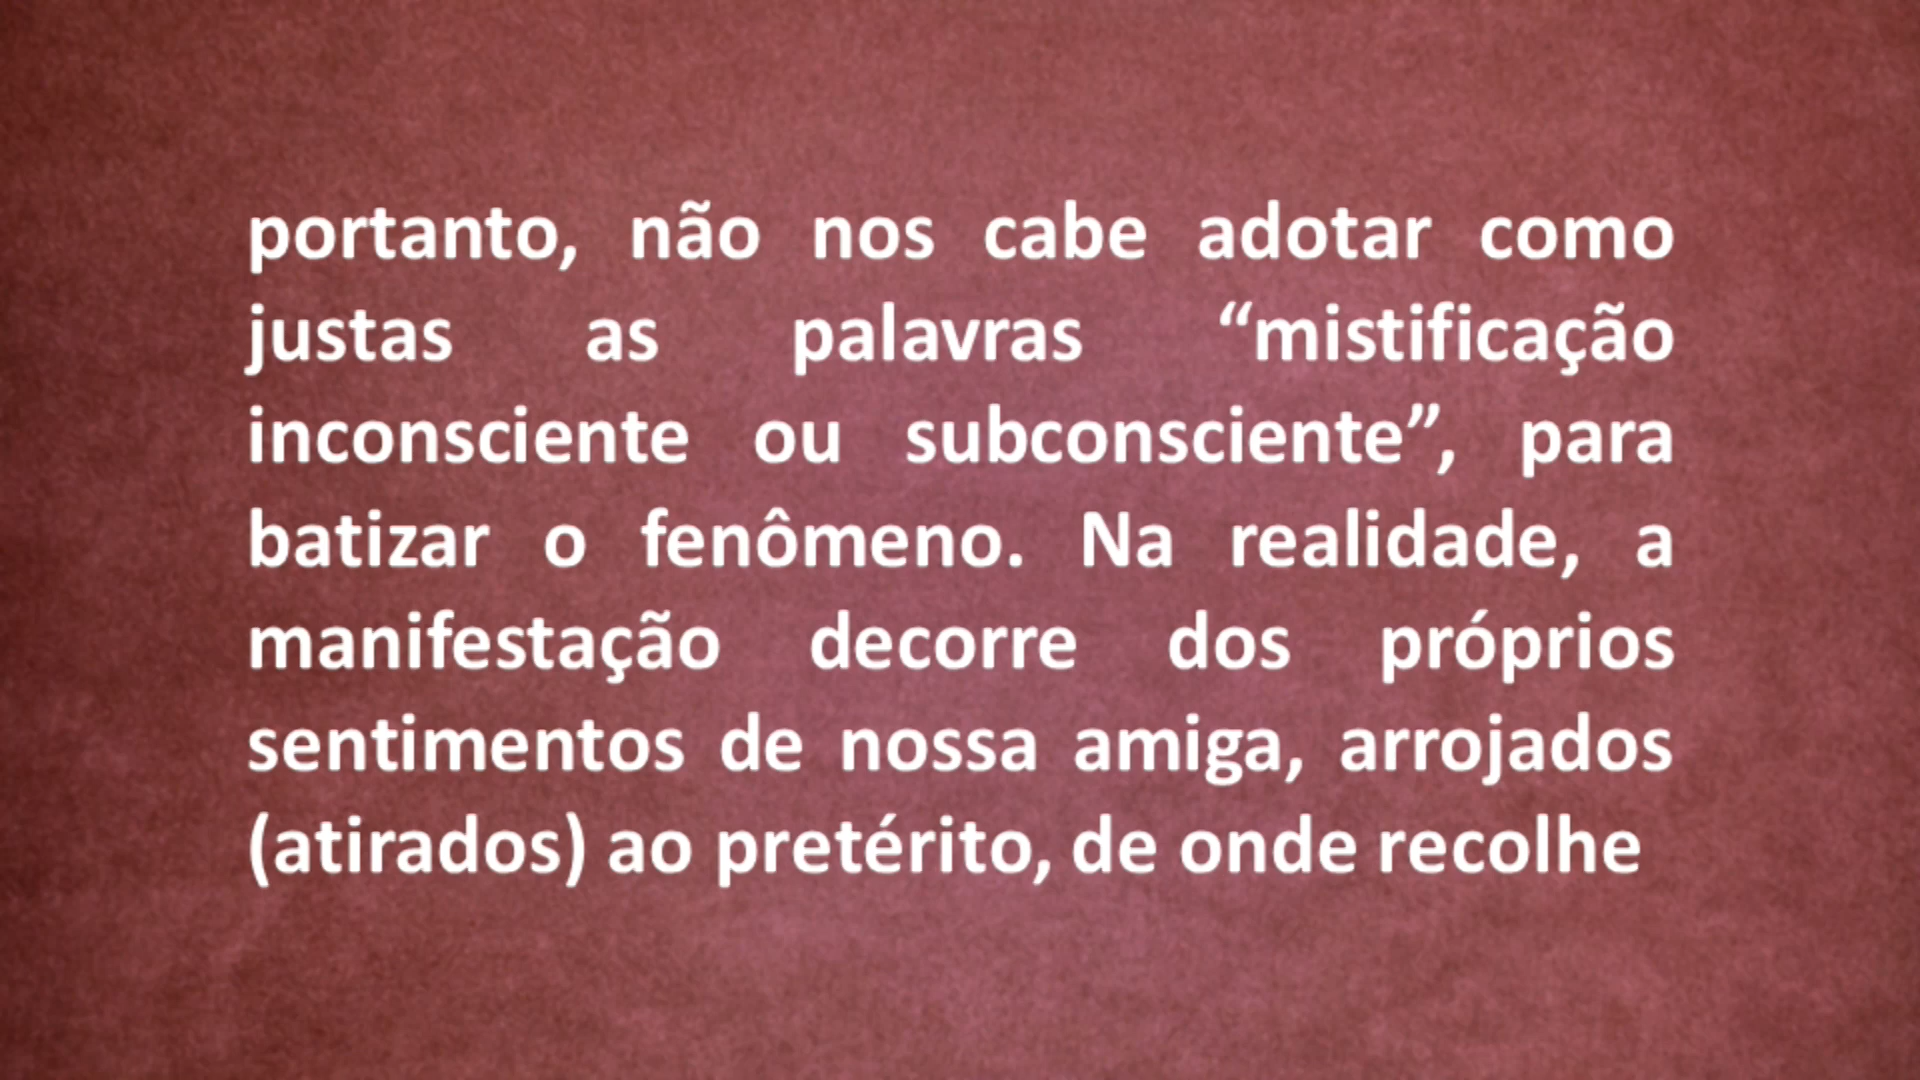 portanto, não nos cabe adotar como
justas as palavras “mistificação
inconsciente ou subconsciente”, para
batizar o fenômeno. Na realidade, a
manifestação decorre dos próprios
sentimentos de nossa amiga, arrojados
(atirados) ao pretérito, de onde recolhe